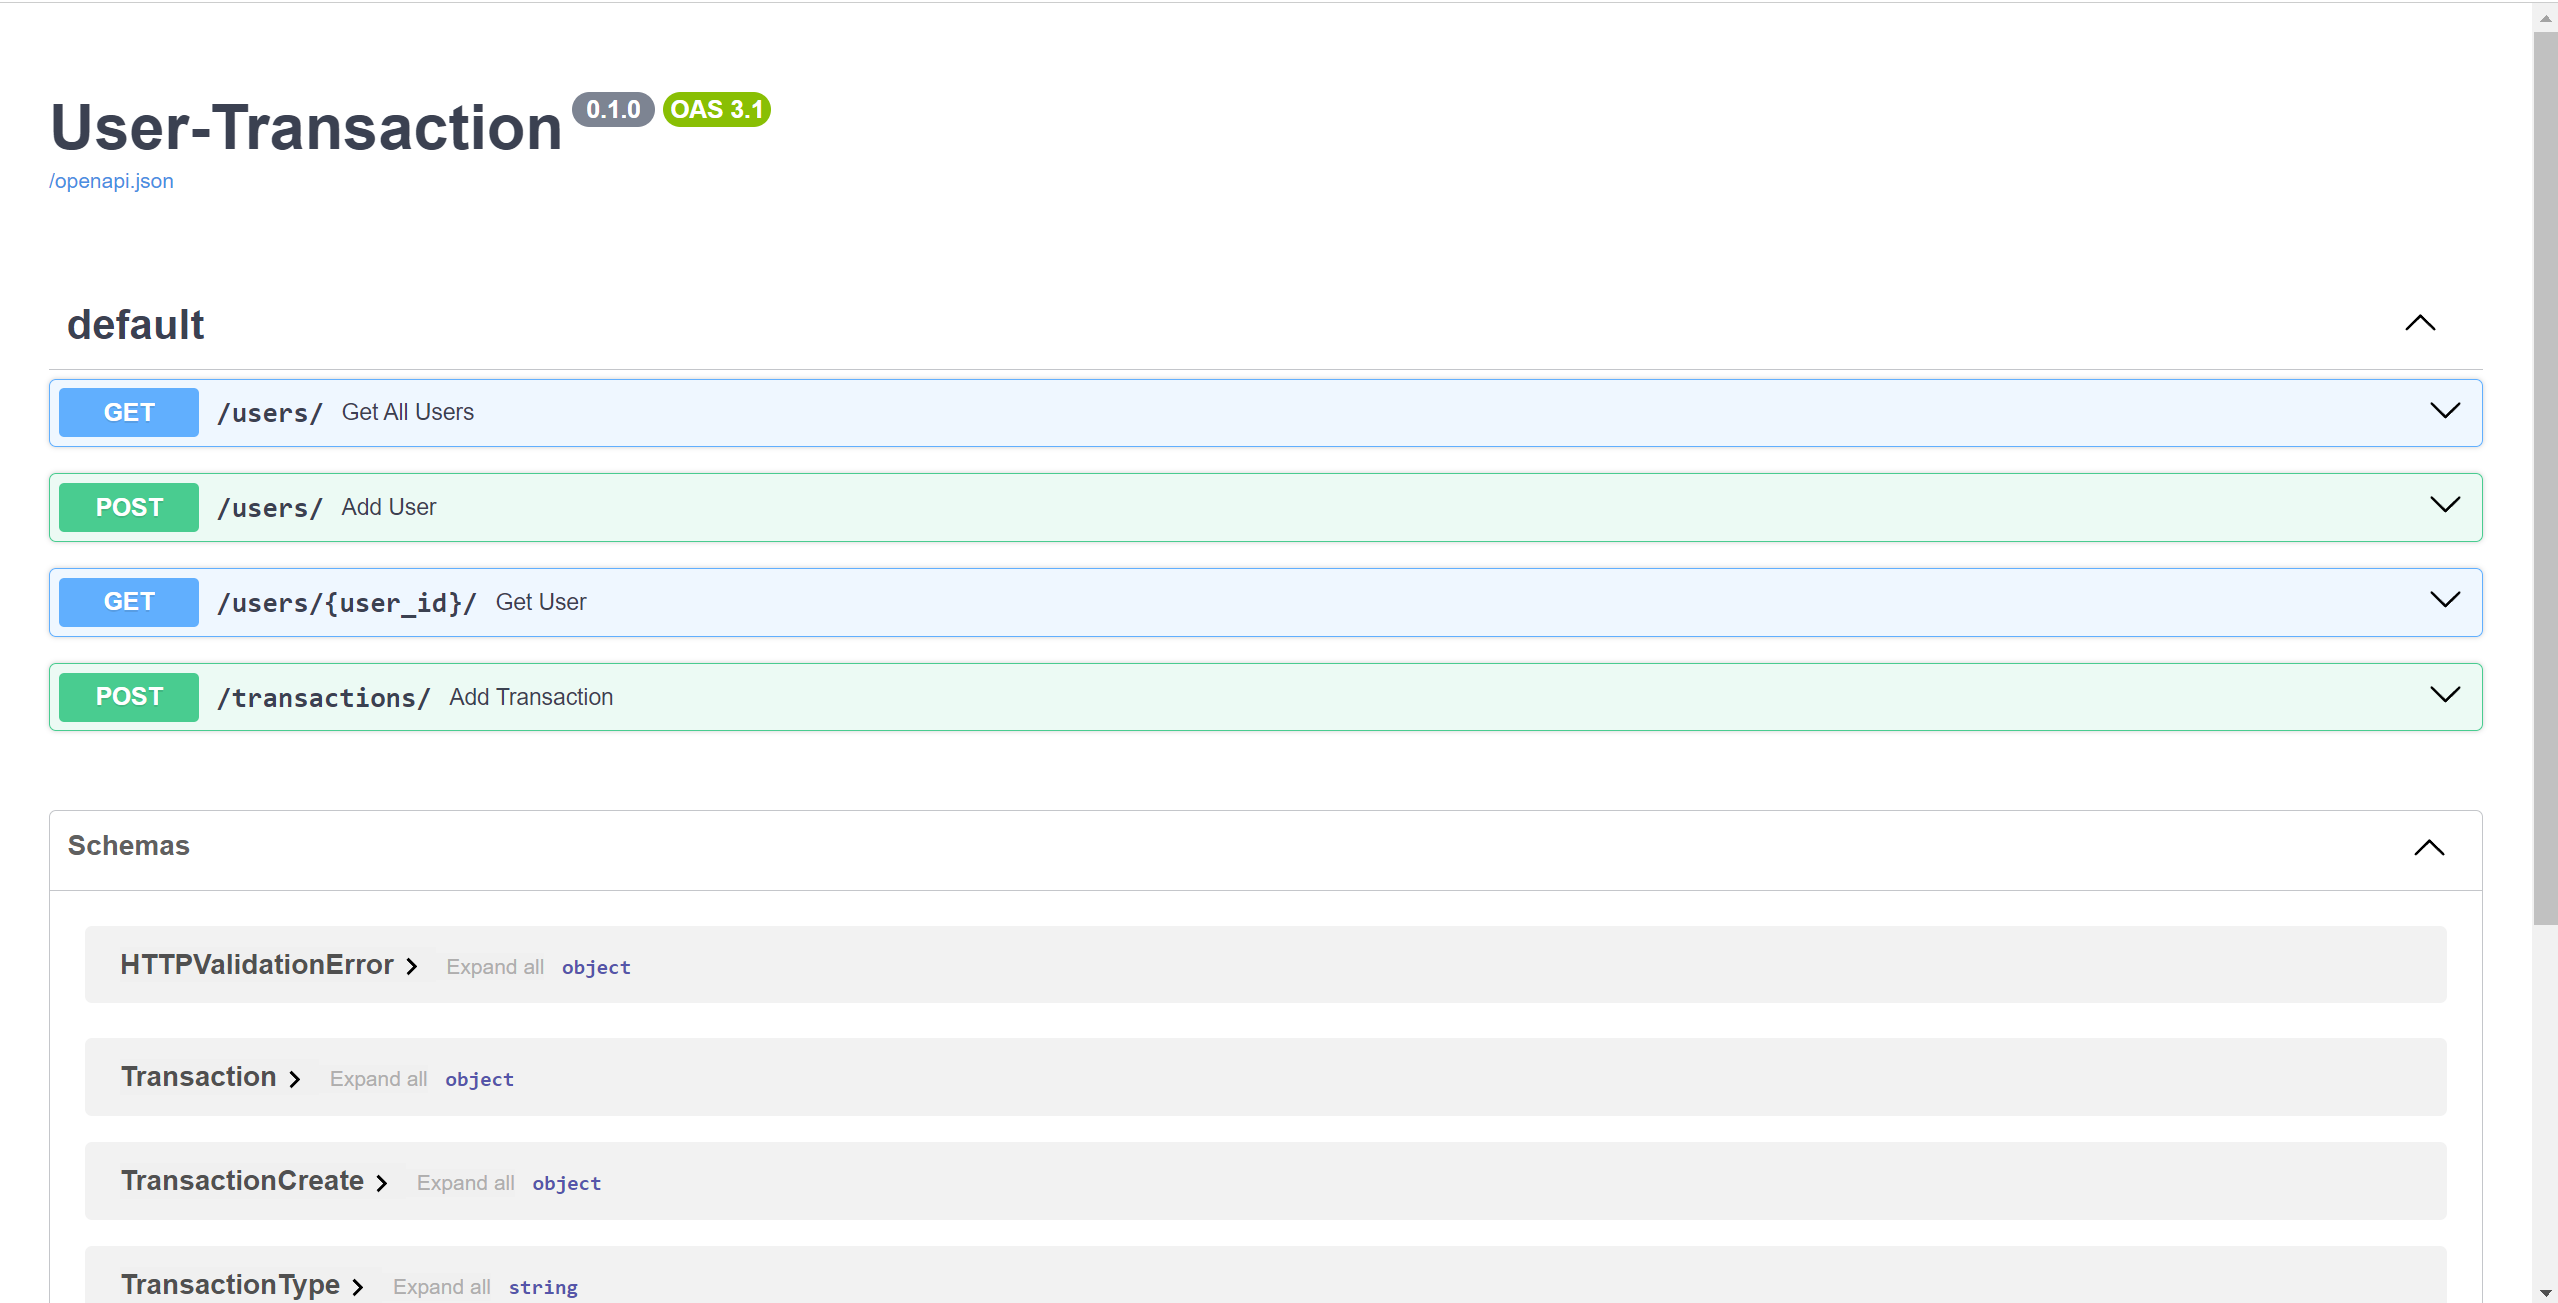 User-Transaction 0.1.0 OAS 3.1
/openapi.json
default
GET /users/ Get All Users
POST /users/ Add User
GET /users/{user_id}/ Get User
POST /transactions/ Add Transaction
Schemas
HTTPValidationError Expand all object
Transaction Expand all object
TransactionCreate Expand all object
TransactionType Expand all string